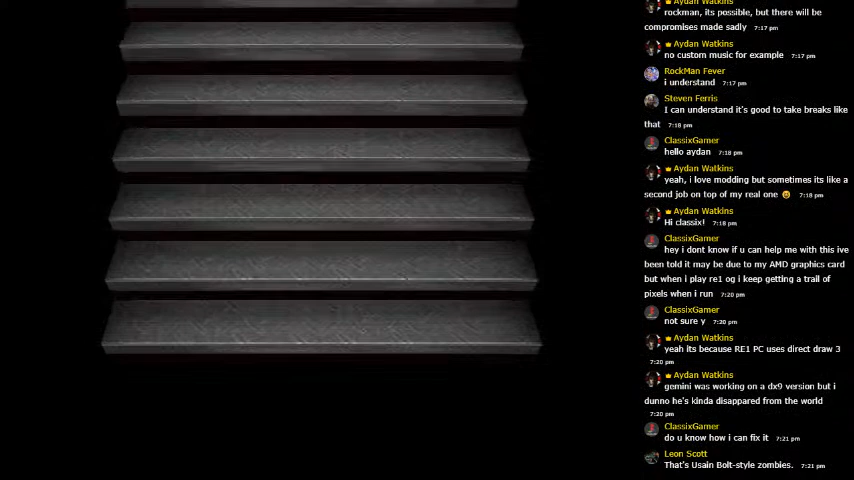 Aydan Watkins
rockman, its possible, but there will be
compromises made sadly 7:17 pm
Aydan Watkins
no custom music for example 7:17 pm
RockMan Fever
i understand 7:17 pm
Steven Ferris
I can understand it's good to take breaks like
that 7:18 pm
ClassixGamer
hello aydan 7:18 pm
Aydan Watkins
yeah, i love modding but sometimes its like a
second job on top of my real one 😄 7:18 pm
Aydan Watkins
Hi classix! 7:18 pm
ClassixGamer
hey i dont know if u can help me with this ive
been told it may be due to my AMD graphics card
but when i play re1 og i keep getting a trail of
pixels when i run 7:20 pm
ClassixGamer
not sure y 7:20 pm
Aydan Watkins
yeah its because RE1 PC uses direct draw 3
7:20 pm
Aydan Watkins
gemini was working on a dx9 version but i
dunno he's kinda disappeared from the world
7:20 pm
ClassixGamer
do u know how i can fix it 7:21 pm
Leon Scott
That's Usain Bolt-style zombies. 7:21 pm